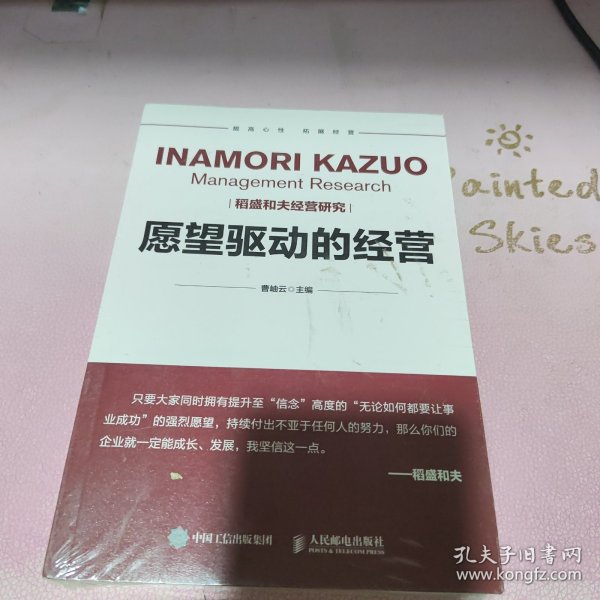 提高心性 拓展经营
INAMORI KAZUO
Management Research
稻盛和夫经营研究
愿望驱动的经营
曹岫云 主编
只要大家同时拥有提升至“信念”高度的“无论如何都要让事
业成功”的强烈愿望，持续付出不亚于任何人的努力，那么你们的
企业就一定能成长、发展，我坚信这一点。
——稻盛和夫
中国工信出版集团
人民邮电出版社
POSTS & TELECOM PRESS
Painted
Skies
孔夫子旧书网
www.kongfz.com